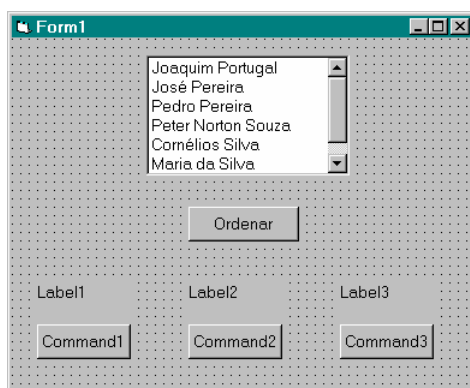 Form1
Joaquim Portugal
José Pereira
Pedro Pereira
Peter Norton Souza
Cornélios Silva
Maria da Silva
Ordenar
Label1 Label2 Label3
Command1 Command2 Command3